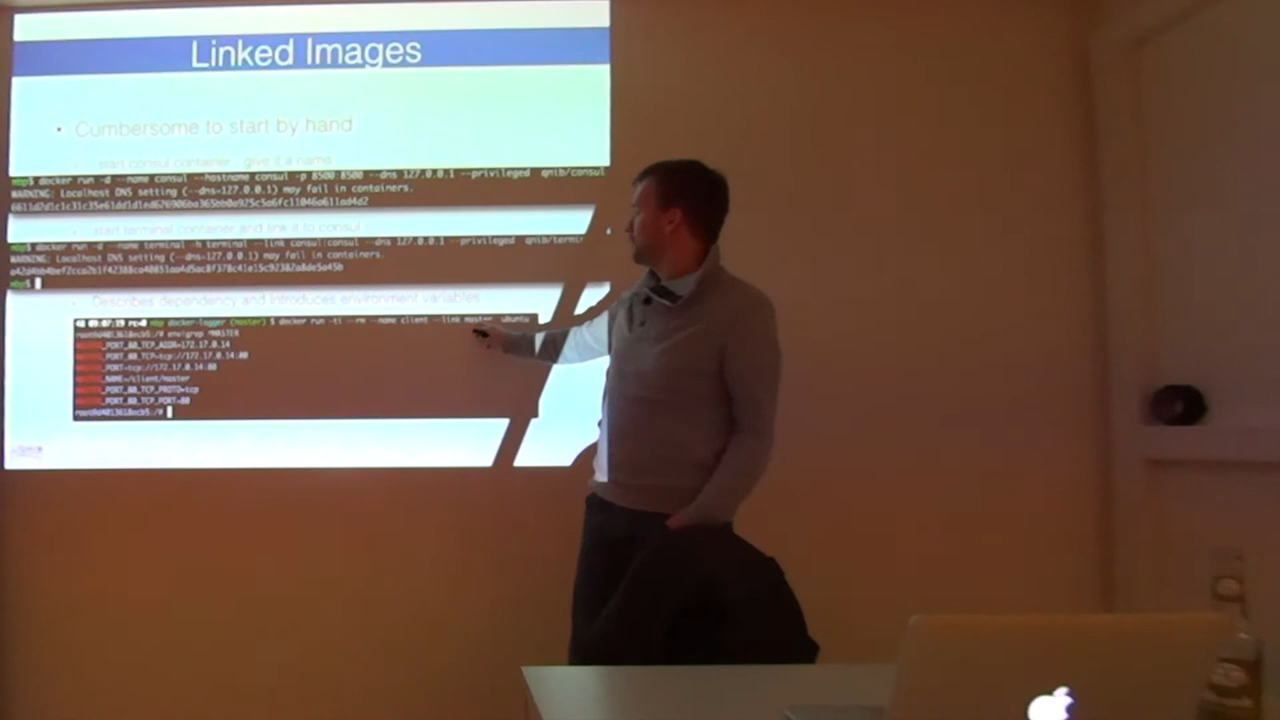 Linked Images
• Cumbersome to start by hand
start consul container, give it a name
$ docker run -d --name consul --hostname consul -p 8500:8500 --dns 127.0.0.1 --privileged qnib/consul
WARNING: Localhost DNS setting (--dns=127.0.0.1) may fail in containers.
start terminal container and link it to consul
$ docker run -d --name terminal -h terminal --link consul:consul --dns 127.0.0.1 --privileged qnib/termin
WARNING: Localhost DNS setting (--dns=127.0.0.1) may fail in containers.
$
Describes dependency and introduces environment variables
docker-logger (master) $ docker run -ti --rm --name client --link master ubuntu
_PORT_80_TCP_ADDR=172.17.0.14
_PORT_80_TCP=tcp://172.17.0.14:80
_PORT=tcp://172.17.0.14:80
_NAME=/client/master
_PORT_80_TCP_PROTO=tcp
_PORT_80_TCP_PORT=80